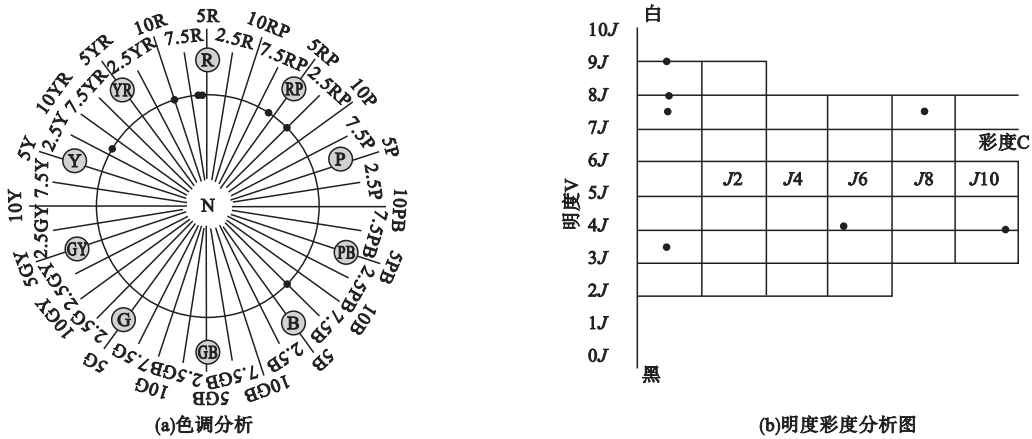 5R
10RP
5RP
10P
5P
10PB
5PB
10B
5B
10GB
5GB
10G
5G
10GY
5GY
10Y
5Y
10YR
5YR
10R
2.5R
7.5RP
2.5RP
7.5P
2.5P
7.5PB
2.5PB
7.5B
2.5B
7.5GB
2.5GB
7.5G
2.5G
2.5GY
2.5GY
7.5Y
2.5Y
7.5YR
2.5YR
7.5R
R
RP
P
PB
B
GB
G
GY
Y
YR
N
(a)色调分析
白
10J
9J
8J
7J
彩度C
6J
J2 J4 J6 J8 J10
5J
明度V
4J
3J
2J
1J
0J
黑
(b)明度彩度分析图